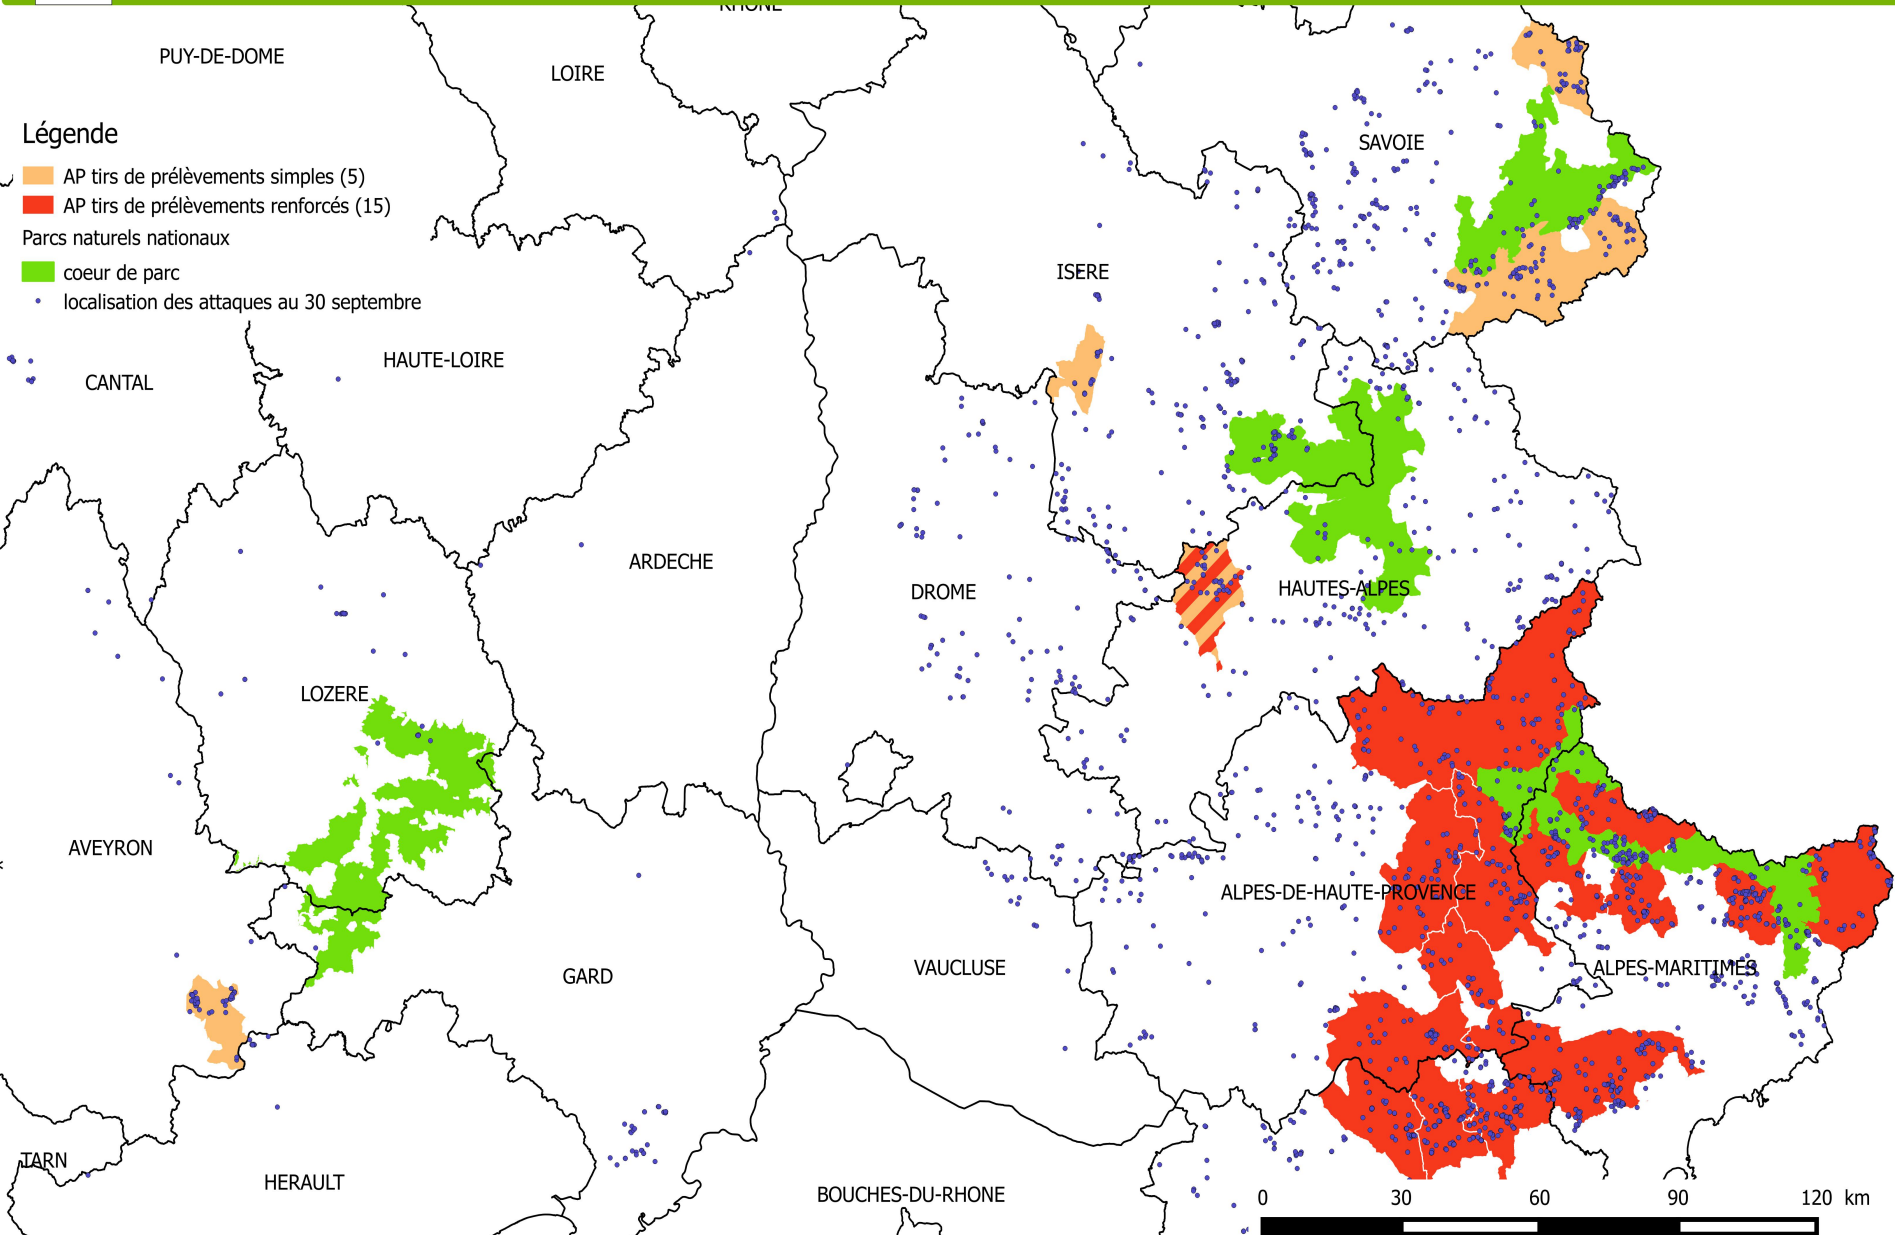 RHONE
PUY-DE-DOME
LOIRE
Légende
AP tirs de prélèvements simples (5)
AP tirs de prélèvements renforcés (15)
Parcs naturels nationaux
coeur de parc
localisation des attaques au 30 septembre
SAVOIE
ISERE
HAUTE-LOIRE
CANTAL
ARDECHE
DROME
HAUTES-ALPES
LOZERE
AVEYRON
ALPES-DE-HAUTE-PROVENCE
GARD
VAUCLUSE
ALPES-MARITIMES
TARN
HERAULT
BOUCHES-DU-RHONE
0 30 60 90 120 km